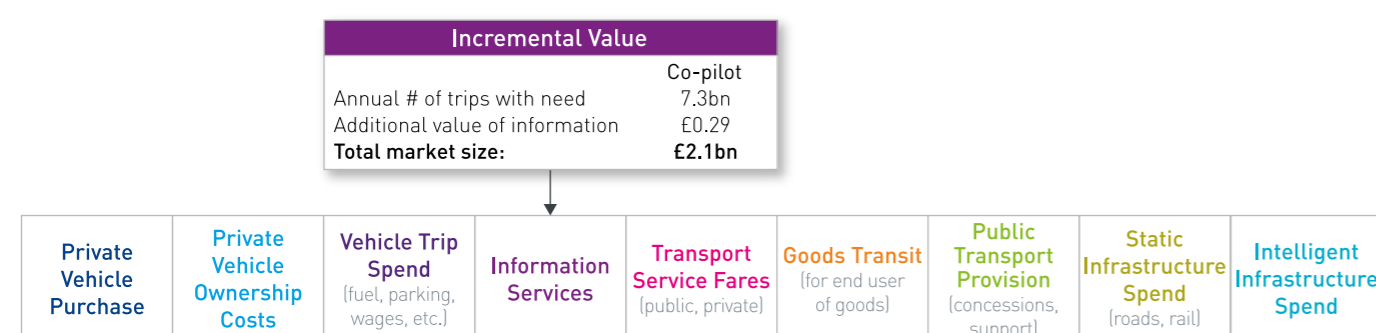 Incremental Value
Co-pilot
Annual # of trips with need 7.3bn
Additional value of information £0.29
Total market size: £2.1bn
Private
Vehicle
Purchase
Private
Vehicle
Ownership
Costs
Vehicle Trip
Spend
(fuel, parking,
wages, etc.)
Information
Services
Transport
Service Fares
(public, private)
Goods Transit
(for end user
of goods)
Public
Transport
Provision
(concessions,
support)
Static
Infrastructure
Spend
(roads, rail)
Intelligent
Infrastructure
Spend